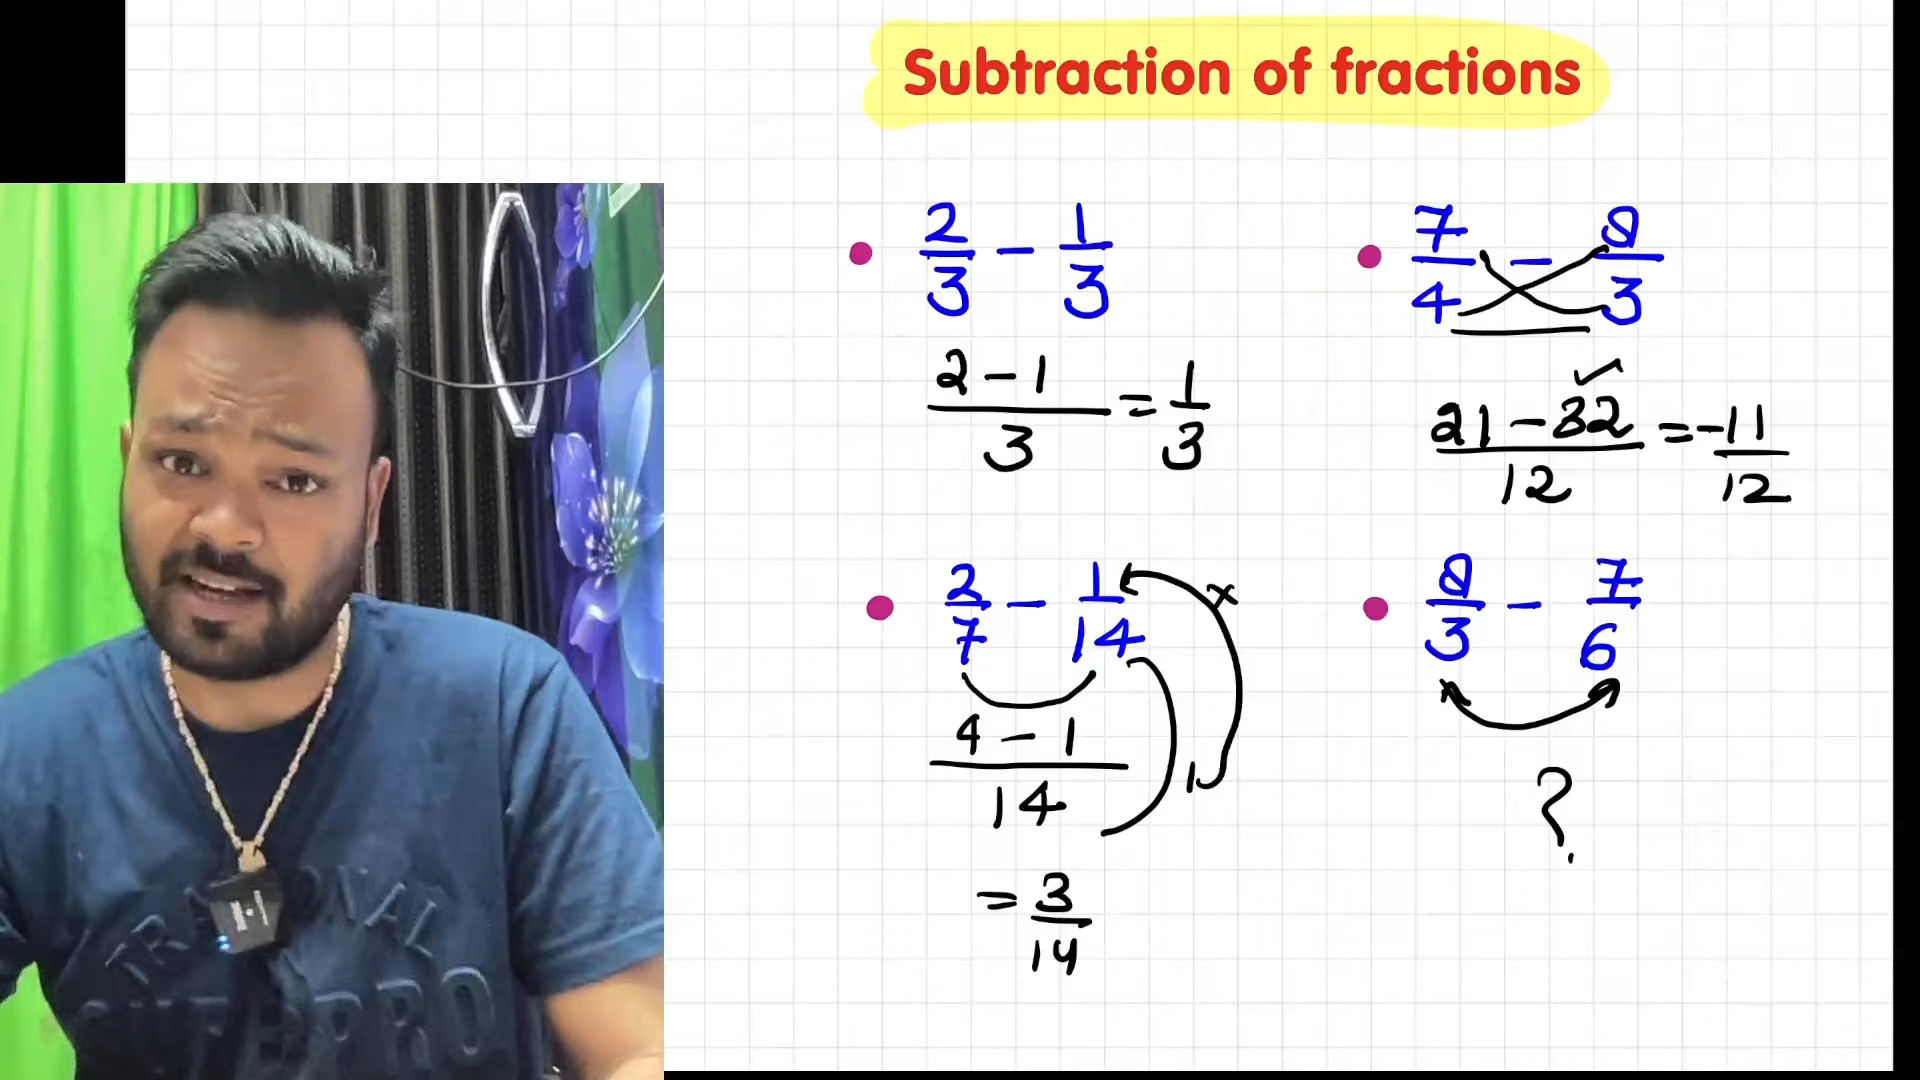 Subtraction of fractions
• 2/3 − 1/3
(2 − 1)/3 = 1/3
• 7/4 − 8/3
✓
(21 − 32)/12 = −11/12
• 2/7 − 1/14
×
(4 − 1)/14
1
= 3/14
• 8/3 − 7/6
?